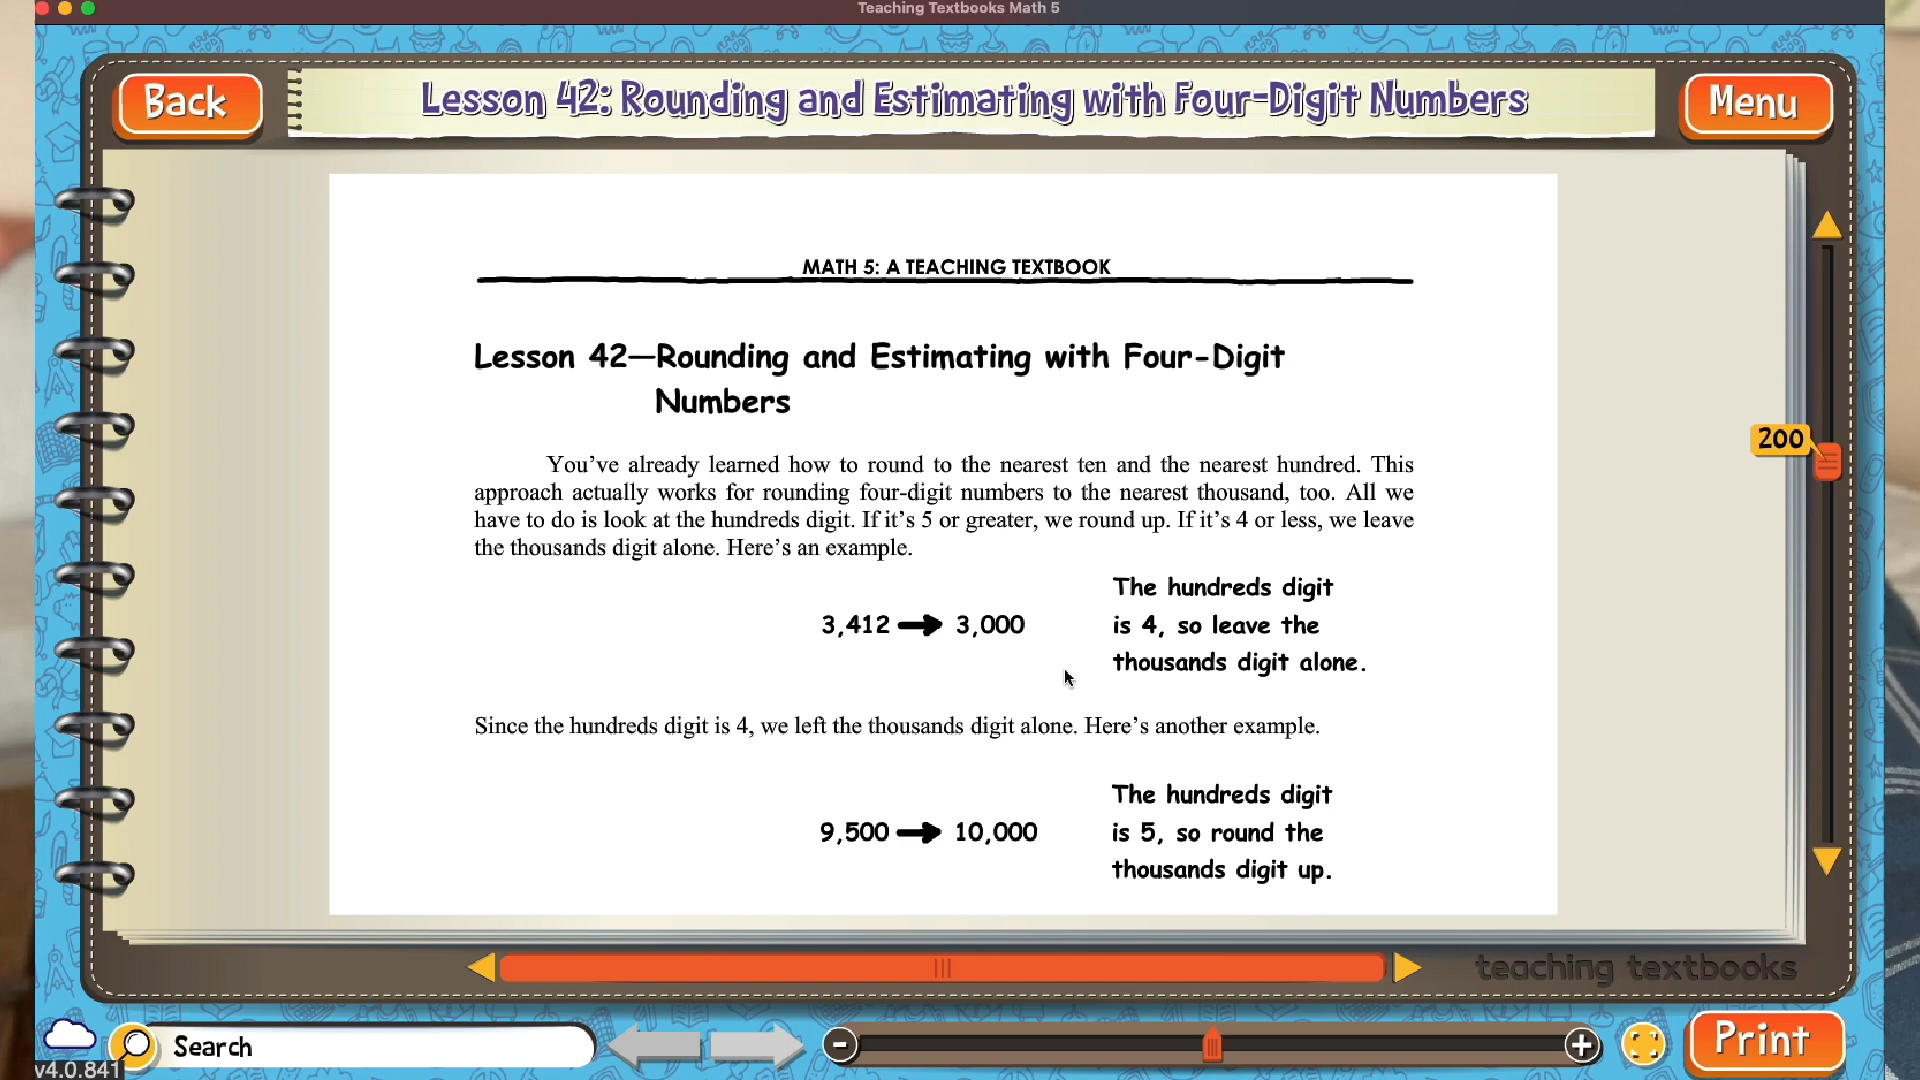 Teaching Textbooks Math 5
Back
Lesson 42: Rounding and Estimating with Four-Digit Numbers
Menu
MATH 5: A TEACHING TEXTBOOK
Lesson 42—Rounding and Estimating with Four-Digit
Numbers
You've already learned how to round to the nearest ten and the nearest hundred. This
approach actually works for rounding four-digit numbers to the nearest thousand, too. All we
have to do is look at the hundreds digit. If it's 5 or greater, we round up. If it's 4 or less, we leave
the thousands digit alone. Here's an example.
The hundreds digit
3,412 → 3,000 is 4, so leave the
thousands digit alone.
Since the hundreds digit is 4, we left the thousands digit alone. Here's another example.
The hundreds digit
9,500 → 10,000 is 5, so round the
thousands digit up.
200
teaching textbooks
Search
Print
v4.0.841